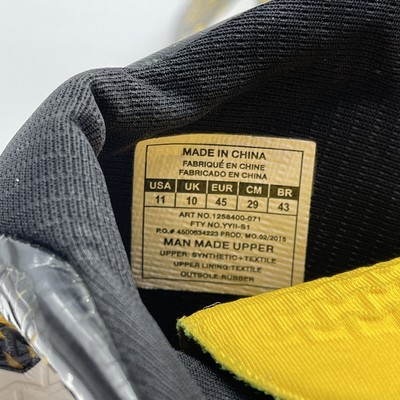 MADE IN CHINA
FABRIQUÉ EN CHINE
FABRICADO EN CHINA
USA UK EUR CM BR
11 10 45 29 43
ART NO.1258400-071
FTY NO.YYII-S1
P.O.# 4500634223 PROD. MO.02/2015
MAN MADE UPPER
UPPER: SYNTHETIC+TEXTILE
UPPER LINING:TEXTILE
OUTSOLE:RUBBER